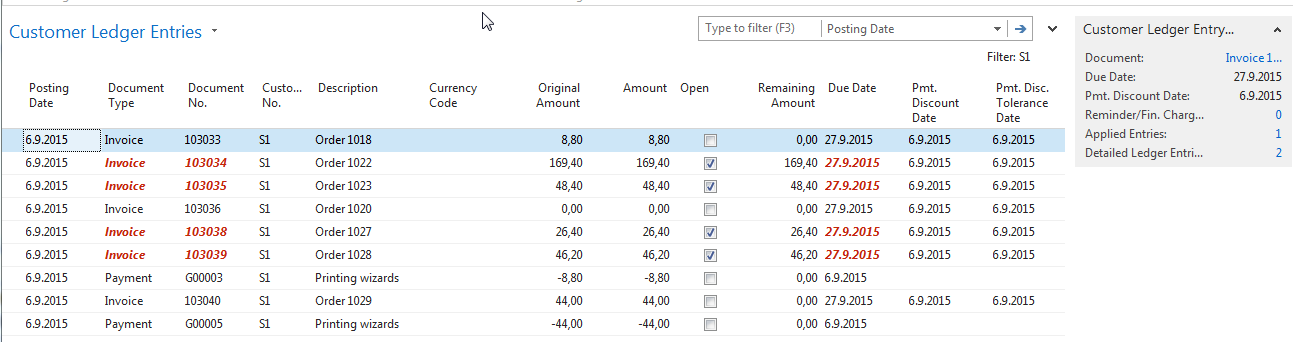 Customer Ledger Entries
Type to filter (F3) Posting Date
Filter: S1
Posting Date Document Type Document No. Custo... No. Description Currency Code Original Amount Amount Open Remaining Amount Due Date Pmt. Discount Date Pmt. Disc. Tolerance Date
6.9.2015 Invoice 103033 S1 Order 1018 8,80 8,80 0,00 27.9.2015 6.9.2015 6.9.2015
6.9.2015 Invoice 103034 S1 Order 1022 169,40 169,40 169,40 27.9.2015 6.9.2015 6.9.2015
6.9.2015 Invoice 103035 S1 Order 1023 48,40 48,40 48,40 27.9.2015 6.9.2015 6.9.2015
6.9.2015 Invoice 103036 S1 Order 1020 0,00 0,00 0,00 27.9.2015 6.9.2015 6.9.2015
6.9.2015 Invoice 103038 S1 Order 1027 26,40 26,40 26,40 27.9.2015 6.9.2015 6.9.2015
6.9.2015 Invoice 103039 S1 Order 1028 46,20 46,20 46,20 27.9.2015 6.9.2015 6.9.2015
6.9.2015 Payment G00003 S1 Printing wizards -8,80 -8,80 0,00 6.9.2015
6.9.2015 Invoice 103040 S1 Order 1029 44,00 44,00 0,00 27.9.2015 6.9.2015 6.9.2015
6.9.2015 Payment G00005 S1 Printing wizards -44,00 -44,00 0,00 6.9.2015
Customer Ledger Entry...
Document: Invoice 1...
Due Date: 27.9.2015
Pmt. Discount Date: 6.9.2015
Reminder/Fin. Charg... 0
Applied Entries: 1
Detailed Ledger Entri... 2